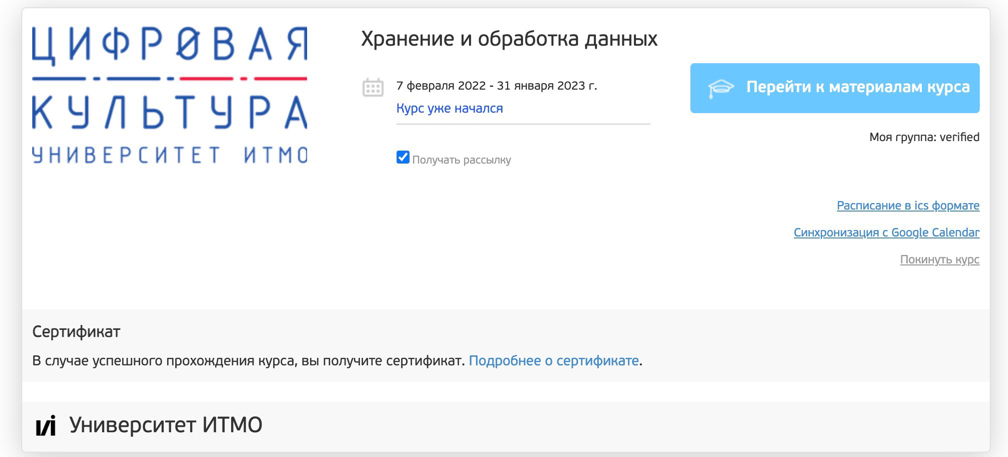 ЦИФРОВАЯ
КУЛЬТУРА
УНИВЕРСИТЕТ ИТМО
Хранение и обработка данных
7 февраля 2022 - 31 января 2023 г.
Курс уже начался
Получать рассылку
Перейти к материалам курса
Моя группа: verified
Расписание в ics формате
Синхронизация с Google Calendar
Покинуть курс
Сертификат
В случае успешного прохождения курса, вы получите сертификат. Подробнее о сертификате.
Университет ИТМО